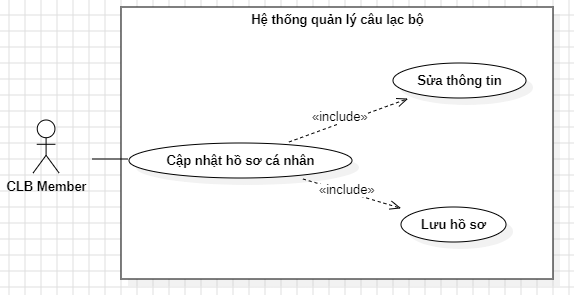 Hệ thống quản lý câu lạc bộ
Sửa thông tin
«include»
Cập nhật hồ sơ cá nhân
CLB Member
«include»
Lưu hồ sơ